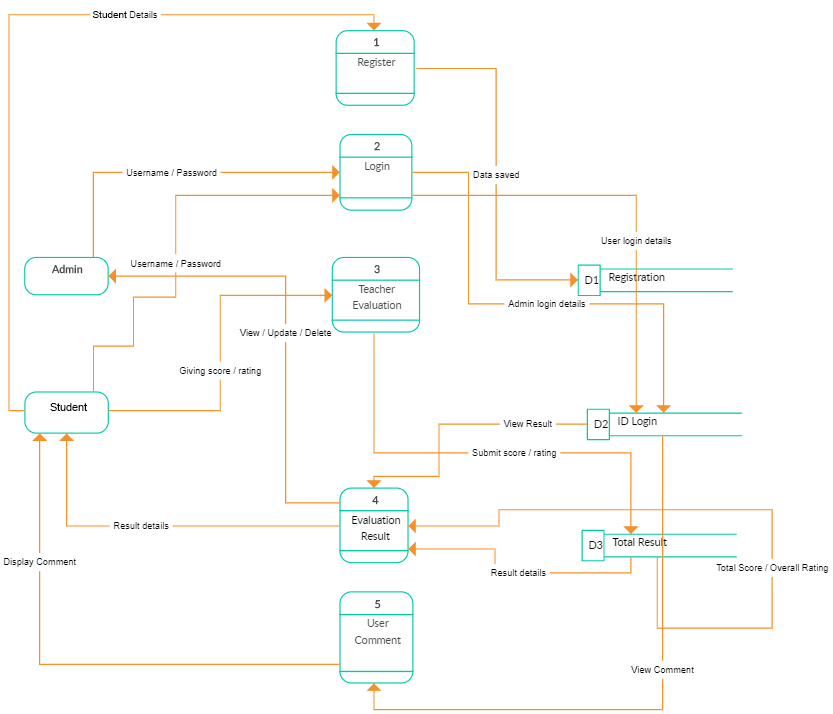 Student Details
1
Register
2
Login
Username / Password
Data saved
User login details
Admin
Username / Password
3
Teacher
Evaluation
D1
Registration
Admin login details
View / Update / Delete
Giving score / rating
Student
View Result
D2
ID Login
Submit score / rating
4
Evaluation
Result
Result details
D3
Total Result
Display Comment
Result details
Total Score / Overall Rating
5
User
Comment
View Comment